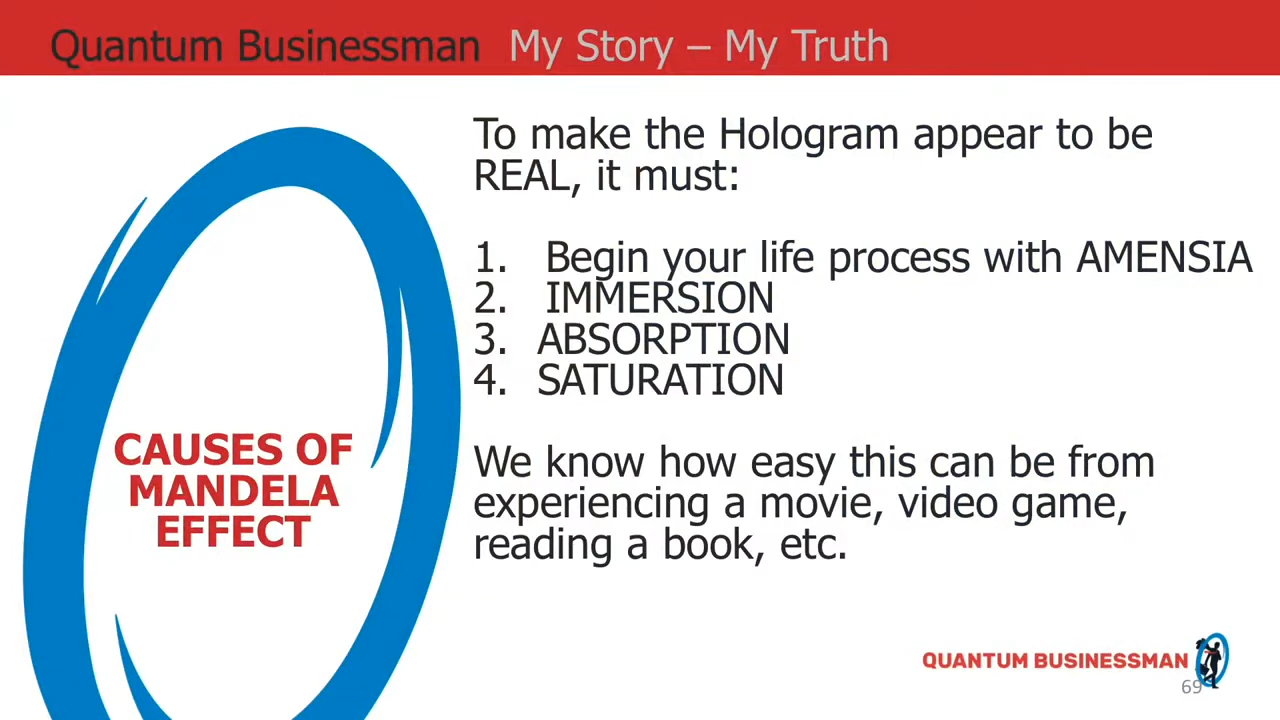 Quantum Businessman My Story – My Truth
To make the Hologram appear to be
REAL, it must:
1. Begin your life process with AMENSIA
2. IMMERSION
3. ABSORPTION
4. SATURATION
We know how easy this can be from
experiencing a movie, video game,
reading a book, etc.
CAUSES OF
MANDELA
EFFECT
QUANTUM BUSINESSMAN
69